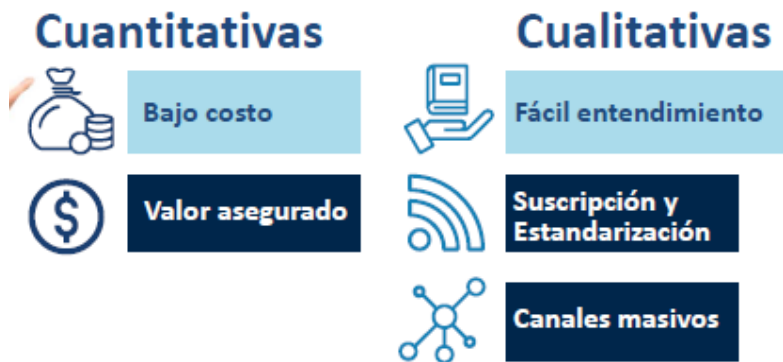 Cuantitativas
Bajo costo
Valor asegurado
Cualitativas
Fácil entendimiento
Suscripción y
Estandarización
Canales masivos